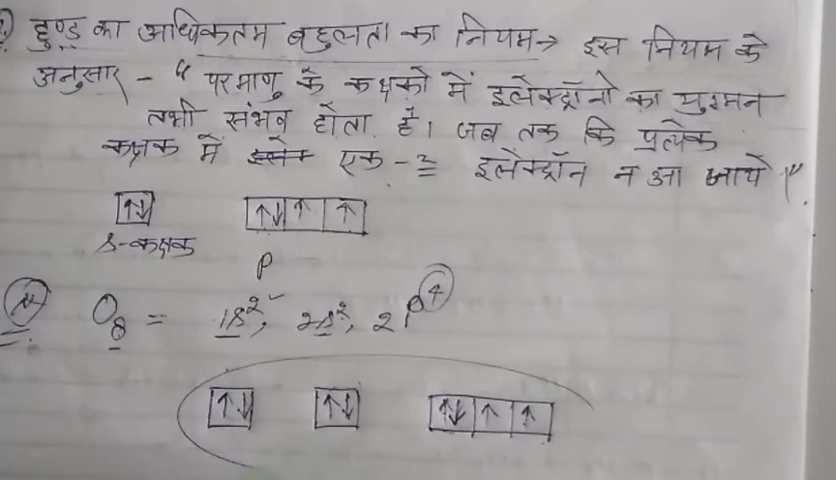 हुण्ड का अधिकतम बहुलता का नियम→ इस नियम के
अनुसार - "परमाणु के कक्षकों में इलेक्ट्रॉनों का युग्मन
तभी संभव होता है। जब तक कि प्रत्येक
कक्षक में एक-२ इलेक्ट्रॉन न आ जाये।"
↑↓ ↑↓ ↑ ↑
s-कक्षक
P
O₈ = 1s², 2s², 2P⁴
↑↓ ↑↓ ↑↓ ↑ ↑